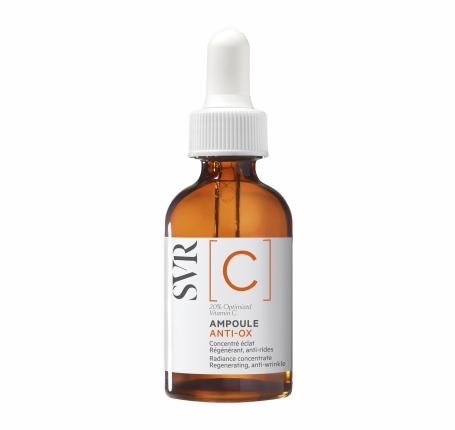 SVR
[C]
20% Optimized
Vitamin C
AMPOULE
ANTI-OX
Concentré éclat
Régénérant, anti-rides
Radiance concentrate
Regenerating, anti-wrinkle